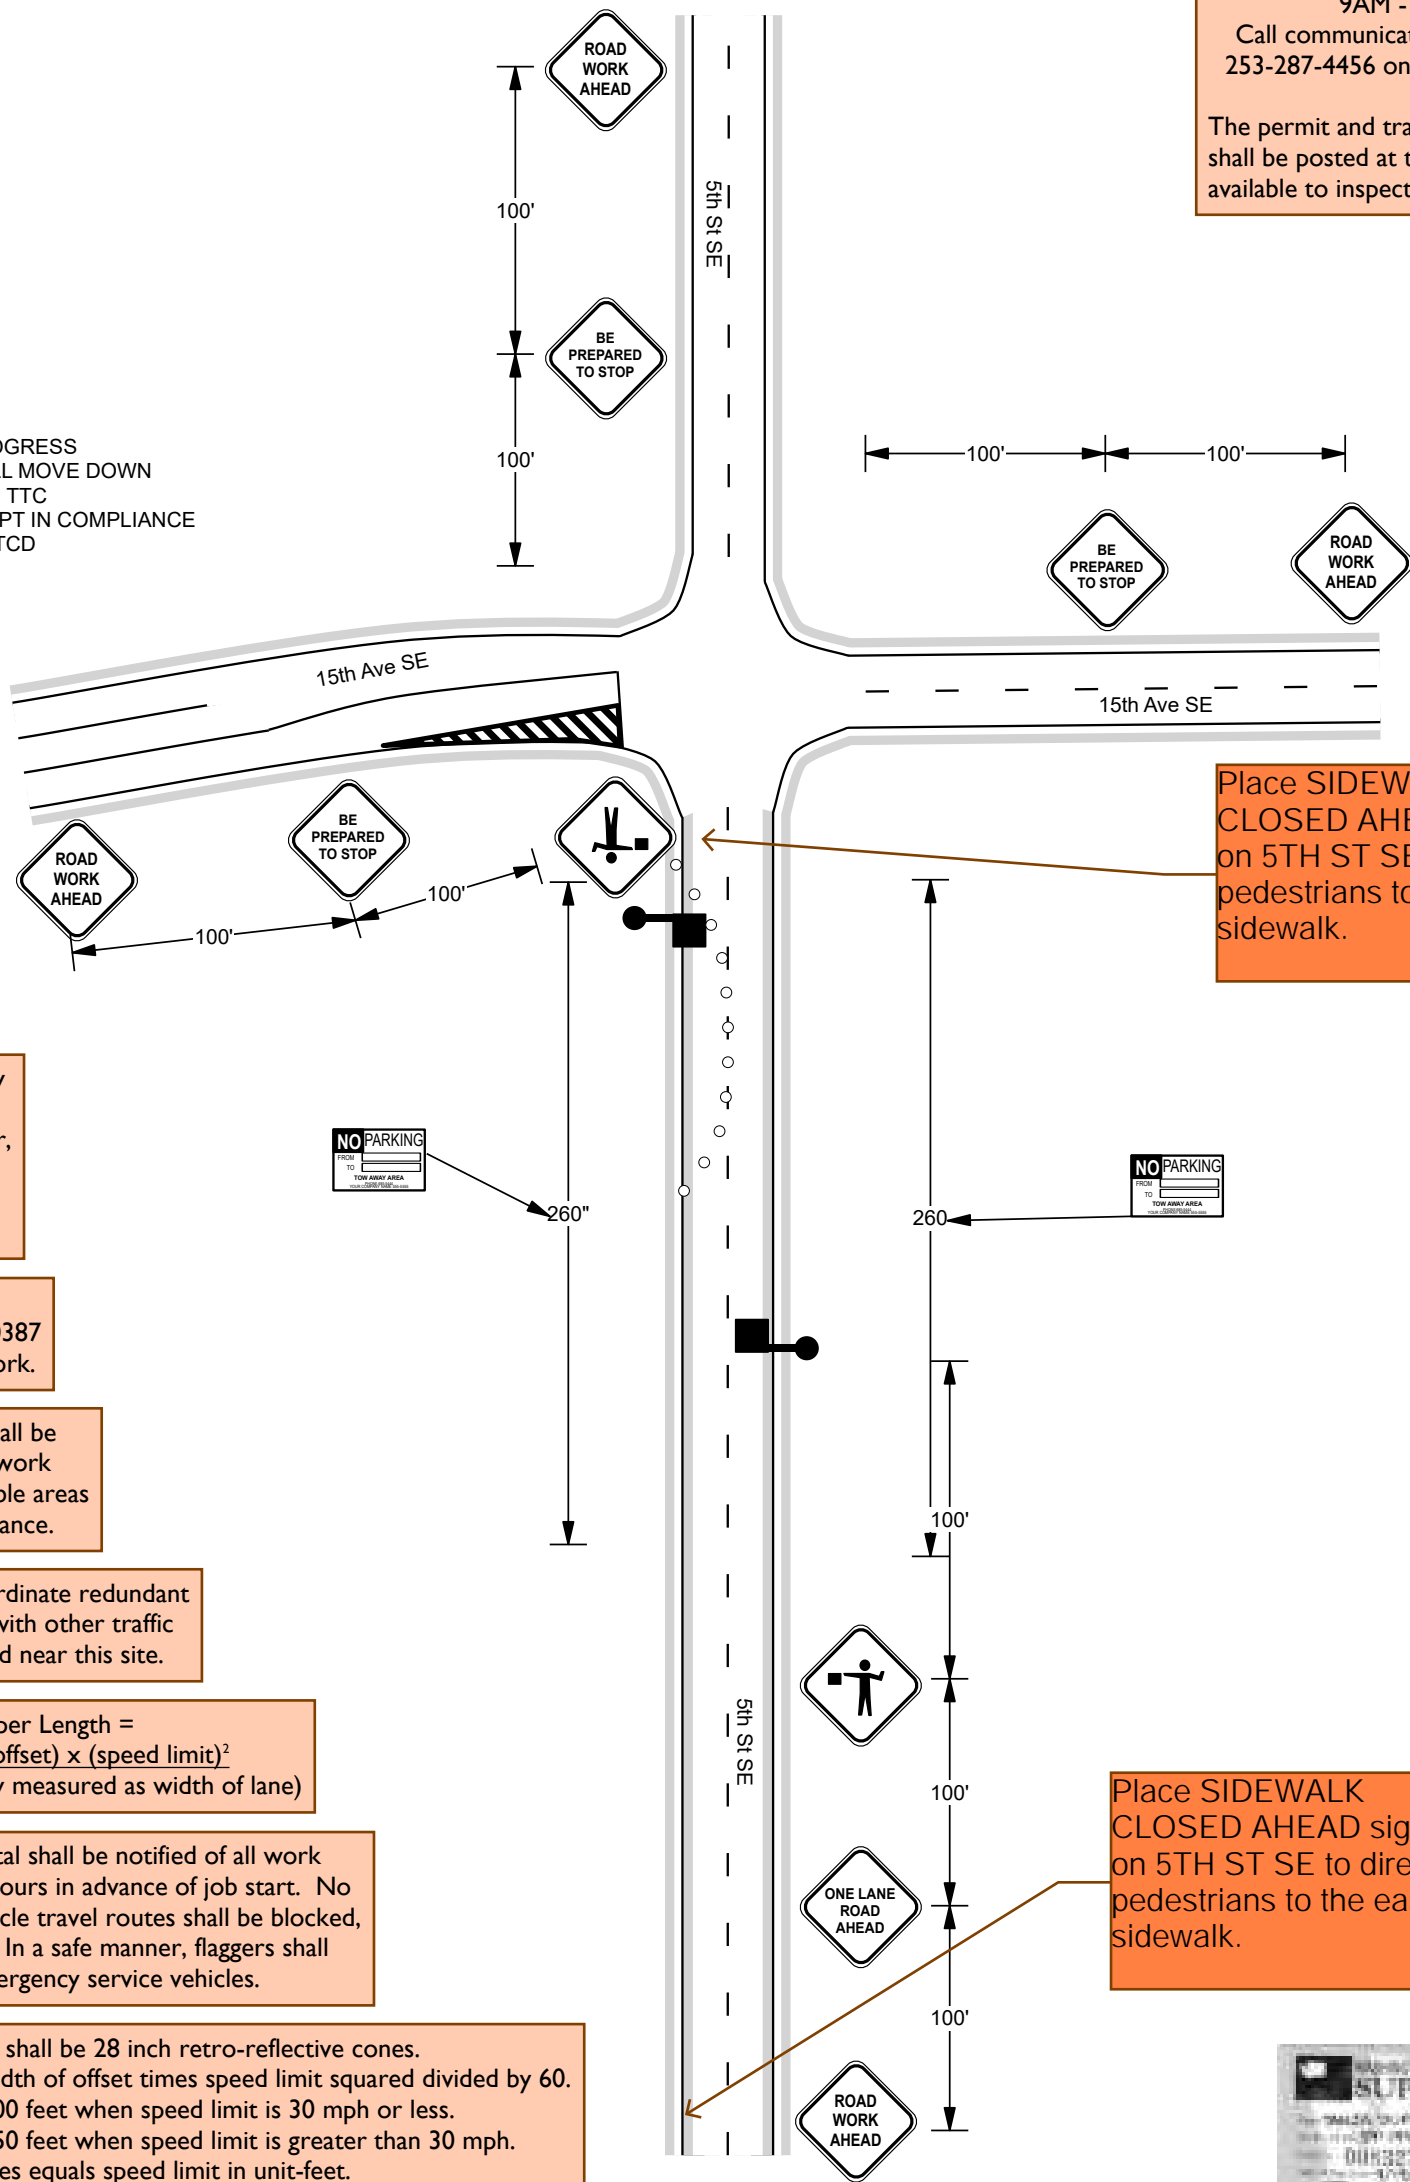 9AM -
Call communicat
253-287-4456 on
The permit and tra
shall be posted at t
available to inspect
ROAD
WORK
AHEAD
100'
5th St SE
BE
PREPARED
TO STOP
100'
OGRESS
L MOVE DOWN
TTC
PT IN COMPLIANCE
TCD
100'
100'
BE
PREPARED
TO STOP
ROAD
WORK
AHEAD
15th Ave SE
15th Ave SE
Place SIDEW
CLOSED AHE
on 5TH ST SE
pedestrians to
sidewalk.
BE
PREPARED
TO STOP
ROAD
WORK
AHEAD
100'
100'
NO PARKING
FROM
TO
TOW AWAY AREA
260"
NO PARKING
FROM
TO
TOW AWAY AREA
260
0387
ork.
all be
work
ble areas
ance.
100'
rdinate redundant
with other traffic
d near this site.
per Length =
offset) x (speed limit)²
y measured as width of lane)
5th St SE
100'
Place SIDEWALK
CLOSED AHEAD sig
on 5TH ST SE to dire
pedestrians to the ea
sidewalk.
tal shall be notified of all work
ours in advance of job start. No
cle travel routes shall be blocked,
In a safe manner, flaggers shall
ergency service vehicles.
ONE LANE
ROAD
AHEAD
100'
shall be 28 inch retro-reflective cones.
dth of offset times speed limit squared divided by 60.
00 feet when speed limit is 30 mph or less.
50 feet when speed limit is greater than 30 mph.
es equals speed limit in unit-feet.
ROAD
WORK
AHEAD